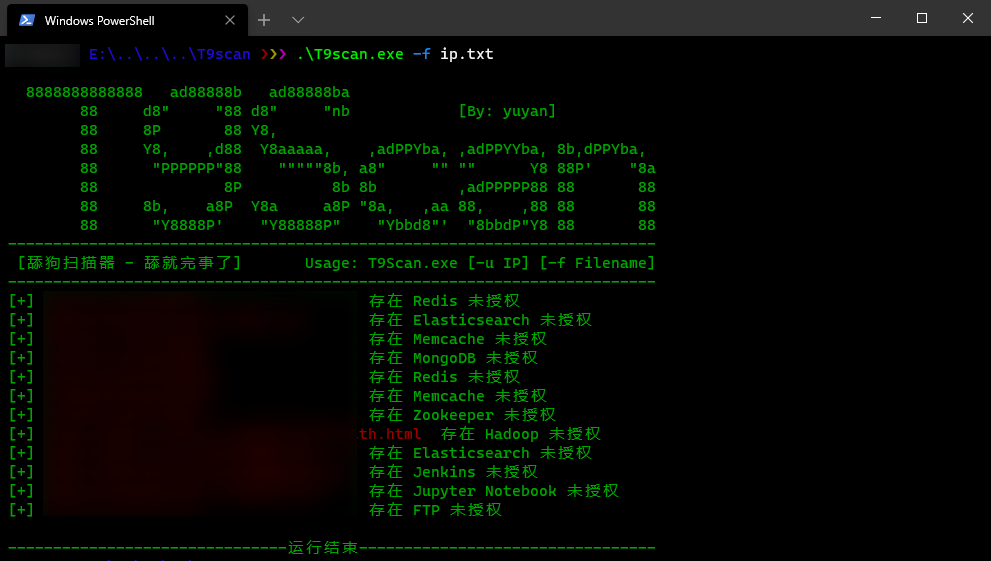 Windows PowerShell
E:\..\..\..\T9scan ❯❯❯ .\T9scan.exe -f ip.txt
  8888888888888   ad88888b   ad88888ba
        88     d8"     "88 d8"     "nb            [By: yuyan]
        88     8P       88 Y8,
        88     Y8,    ,d88  Y8aaaaa,    ,adPPYba, ,adPPYYba, 8b,dPPYba,
        88      "PPPPPP"88    """""8b, a8"     "" ""      Y8 88P'    "8a
        88              8P          8b 8b         ,adPPPPP88 88       88
        88     8b,    a8P  Y8a     a8P "8a,   ,aa 88,    ,88 88       88
        88      "Y8888P'    "Y88888P"    "Ybbd8"'  "8bbdP"Y8 88       88
------------------------------------------------------------------------
[舔狗扫描器 - 舔就完事了]       Usage: T9Scan.exe [-u IP] [-f Filename]
------------------------------------------------------------------------
[+] 存在 Redis 未授权
[+] 存在 Elasticsearch 未授权
[+] 存在 Memcache 未授权
[+] 存在 MongoDB 未授权
[+] 存在 Redis 未授权
[+] 存在 Memcache 未授权
[+] 存在 Zookeeper 未授权
[+] th.html  存在 Hadoop 未授权
[+] 存在 Elasticsearch 未授权
[+] 存在 Jenkins 未授权
[+] 存在 Jupyter Notebook 未授权
[+] 存在 FTP 未授权
-------------------------------运行结束---------------------------------